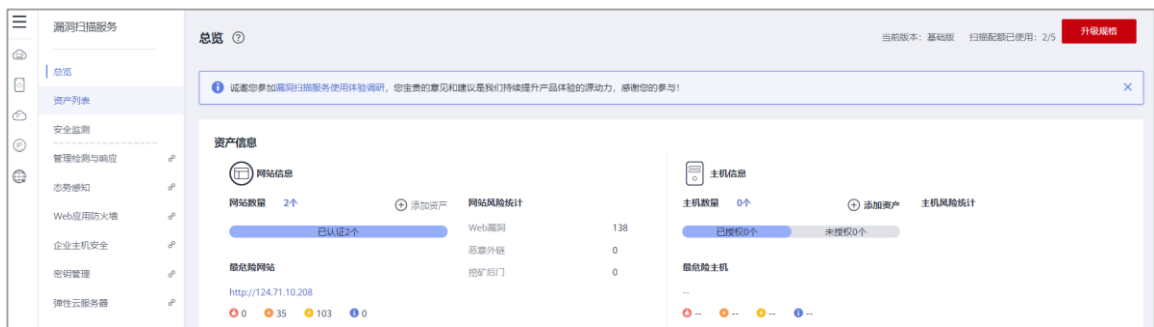 漏洞扫描服务
总览
资产列表
安全监测
管理检测与响应
态势感知
Web应用防火墙
企业主机安全
密钥管理
弹性云服务器
总览
当前版本：基础版 扫描配额已使用：2/5 升级规格
诚邀您参加漏洞扫描服务使用体验调研，您宝贵的意见和建议是我们持续提升产品体验的源动力，感谢您的参与!
资产信息
网站信息
网站数量 2个 添加资产
已认证2个
最危险网站
http://124.71.10.208
0 35 103 0
网站风险统计
Web漏洞 138
恶意外链 0
挖矿后门 0
主机信息
主机数量 0个 添加资产
已授权0个 未授权0个
最危险主机
--
-- -- -- --
主机风险统计